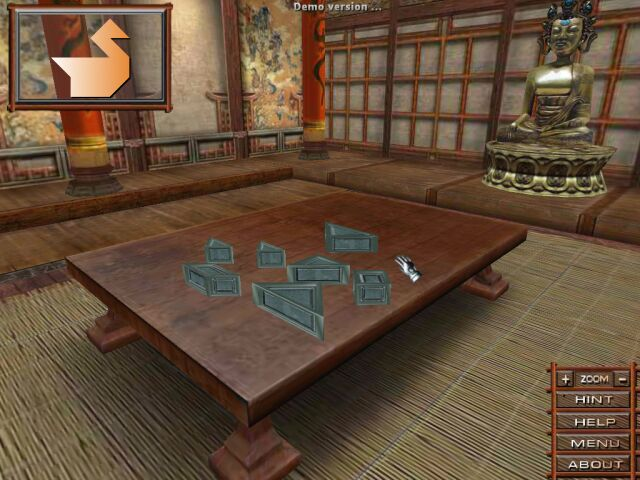 Demo version ...
+ ZOOM -
HINT
HELP
MENU
ABOUT